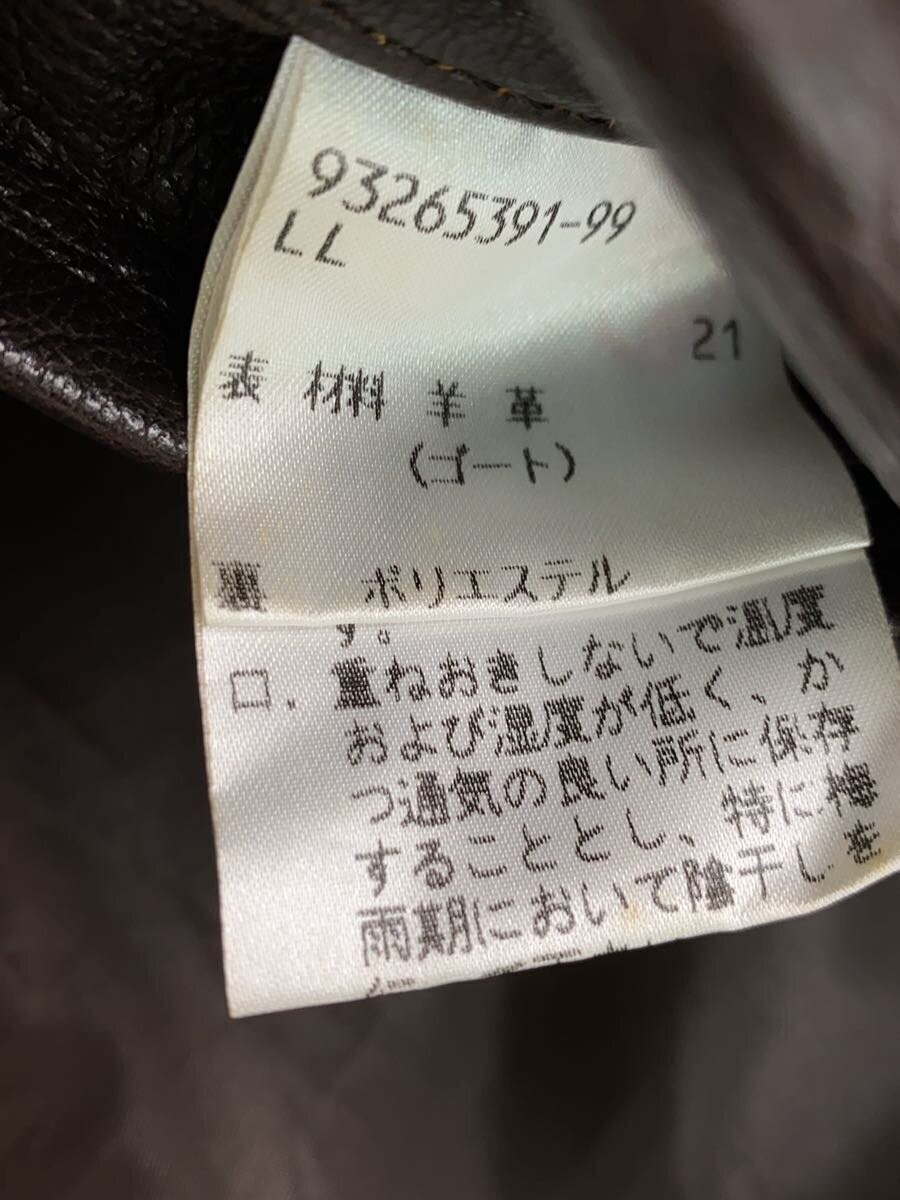 93265391-99
LL
21
表 材料 羊革
(ゴート)
裏 ポリエステル
す。
ロ. 重ねおきしないで温度
および湿度が低く、か
つ通気の良い所に保存
することとし、特に梅
雨期において陰干しを